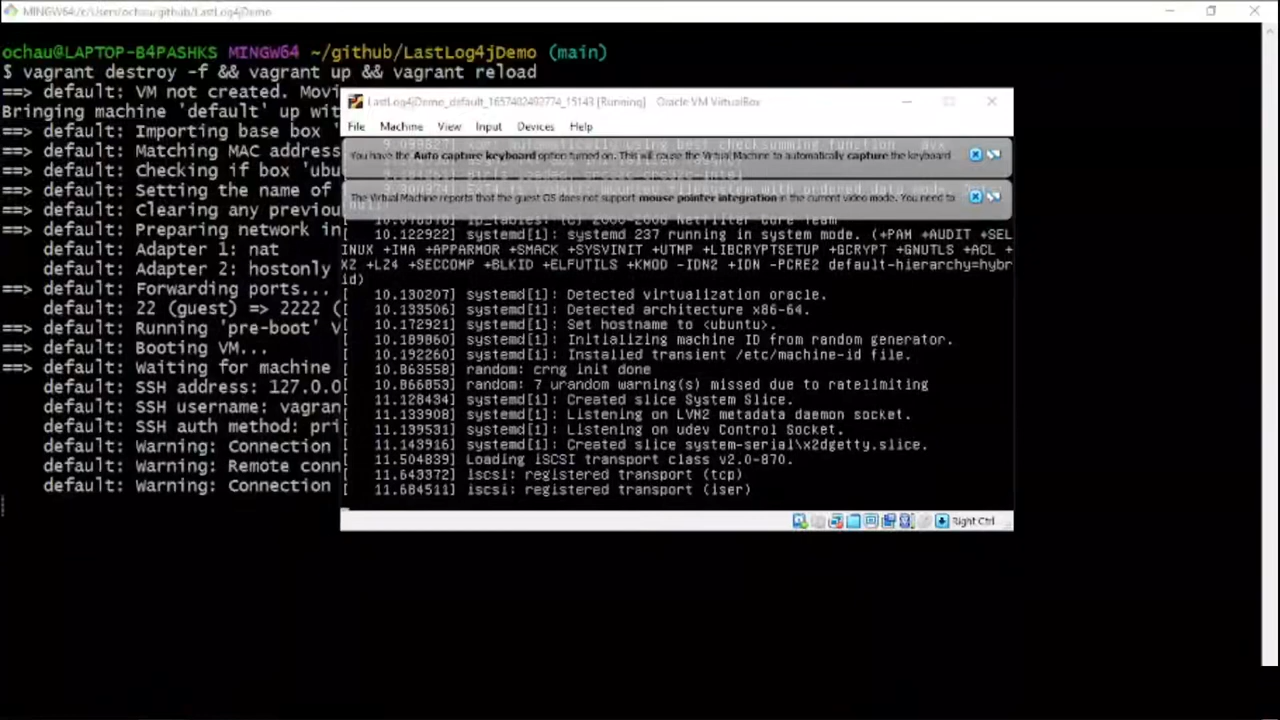 MINGW64:/c/Users/ochau/github/LastLog4jDemo
ochau@LAPTOP-B4PASHKS MINGW64 ~/github/LastLog4jDemo (main)
$ vagrant destroy -f && vagrant up && vagrant reload
==> default: VM not created. Movi
Bringing machine 'default' up wit
==> default: Importing base box '
==> default: Matching MAC address
==> default: Checking if box 'ubu
==> default: Setting the name of
==> default: Clearing any previou
==> default: Preparing network in
default: Adapter 1: nat
default: Adapter 2: hostonly
==> default: Forwarding ports...
default: 22 (guest) => 2222 (
==> default: Running 'pre-boot' V
==> default: Booting VM...
==> default: Waiting for machine
default: SSH address: 127.0.0
default: SSH username: vagran
default: SSH auth method: pri
default: Warning: Connection
default: Warning: Remote conn
default: Warning: Connection
LastLog4jDemo_default_1657402492774_15143 [Running] - Oracle VM VirtualBox
File Machine View Input Devices Help
You have the Auto capture keyboard option turned on. This will cause the Virtual Machine to automatically capture the keyboard
The Virtual Machine reports that the guest OS does not support mouse pointer integration in the current video mode. You need to
[ 10.122922] systemd[1]: systemd 237 running in system mode. (+PAM +AUDIT +SEL
INUX +IMA +APPARMOR +SMACK +SYSVINIT +UTMP +LIBCRYPTSETUP +GCRYPT +GNUTLS +ACL +
XZ +LZ4 +SECCOMP +BLKID +ELFUTILS +KMOD -IDN2 +IDN -PCRE2 default-hierarchy=hybr
id)
[ 10.130207] systemd[1]: Detected virtualization oracle.
[ 10.133506] systemd[1]: Detected architecture x86-64.
[ 10.172921] systemd[1]: Set hostname to <ubuntu>.
[ 10.189860] systemd[1]: Initializing machine ID from random generator.
[ 10.192260] systemd[1]: Installed transient /etc/machine-id file.
[ 10.863558] random: crng init done
[ 10.866853] random: 7 urandom warning(s) missed due to ratelimiting
[ 11.128434] systemd[1]: Created slice System Slice.
[ 11.133908] systemd[1]: Listening on LVM2 metadata daemon socket.
[ 11.139531] systemd[1]: Listening on udev Control Socket.
[ 11.143916] systemd[1]: Created slice system-serial\x2dgetty.slice.
[ 11.504839] Loading iSCSI transport class v2.0-870.
[ 11.643372] iscsi: registered transport (tcp)
[ 11.684511] iscsi: registered transport (iser)
Right Ctrl